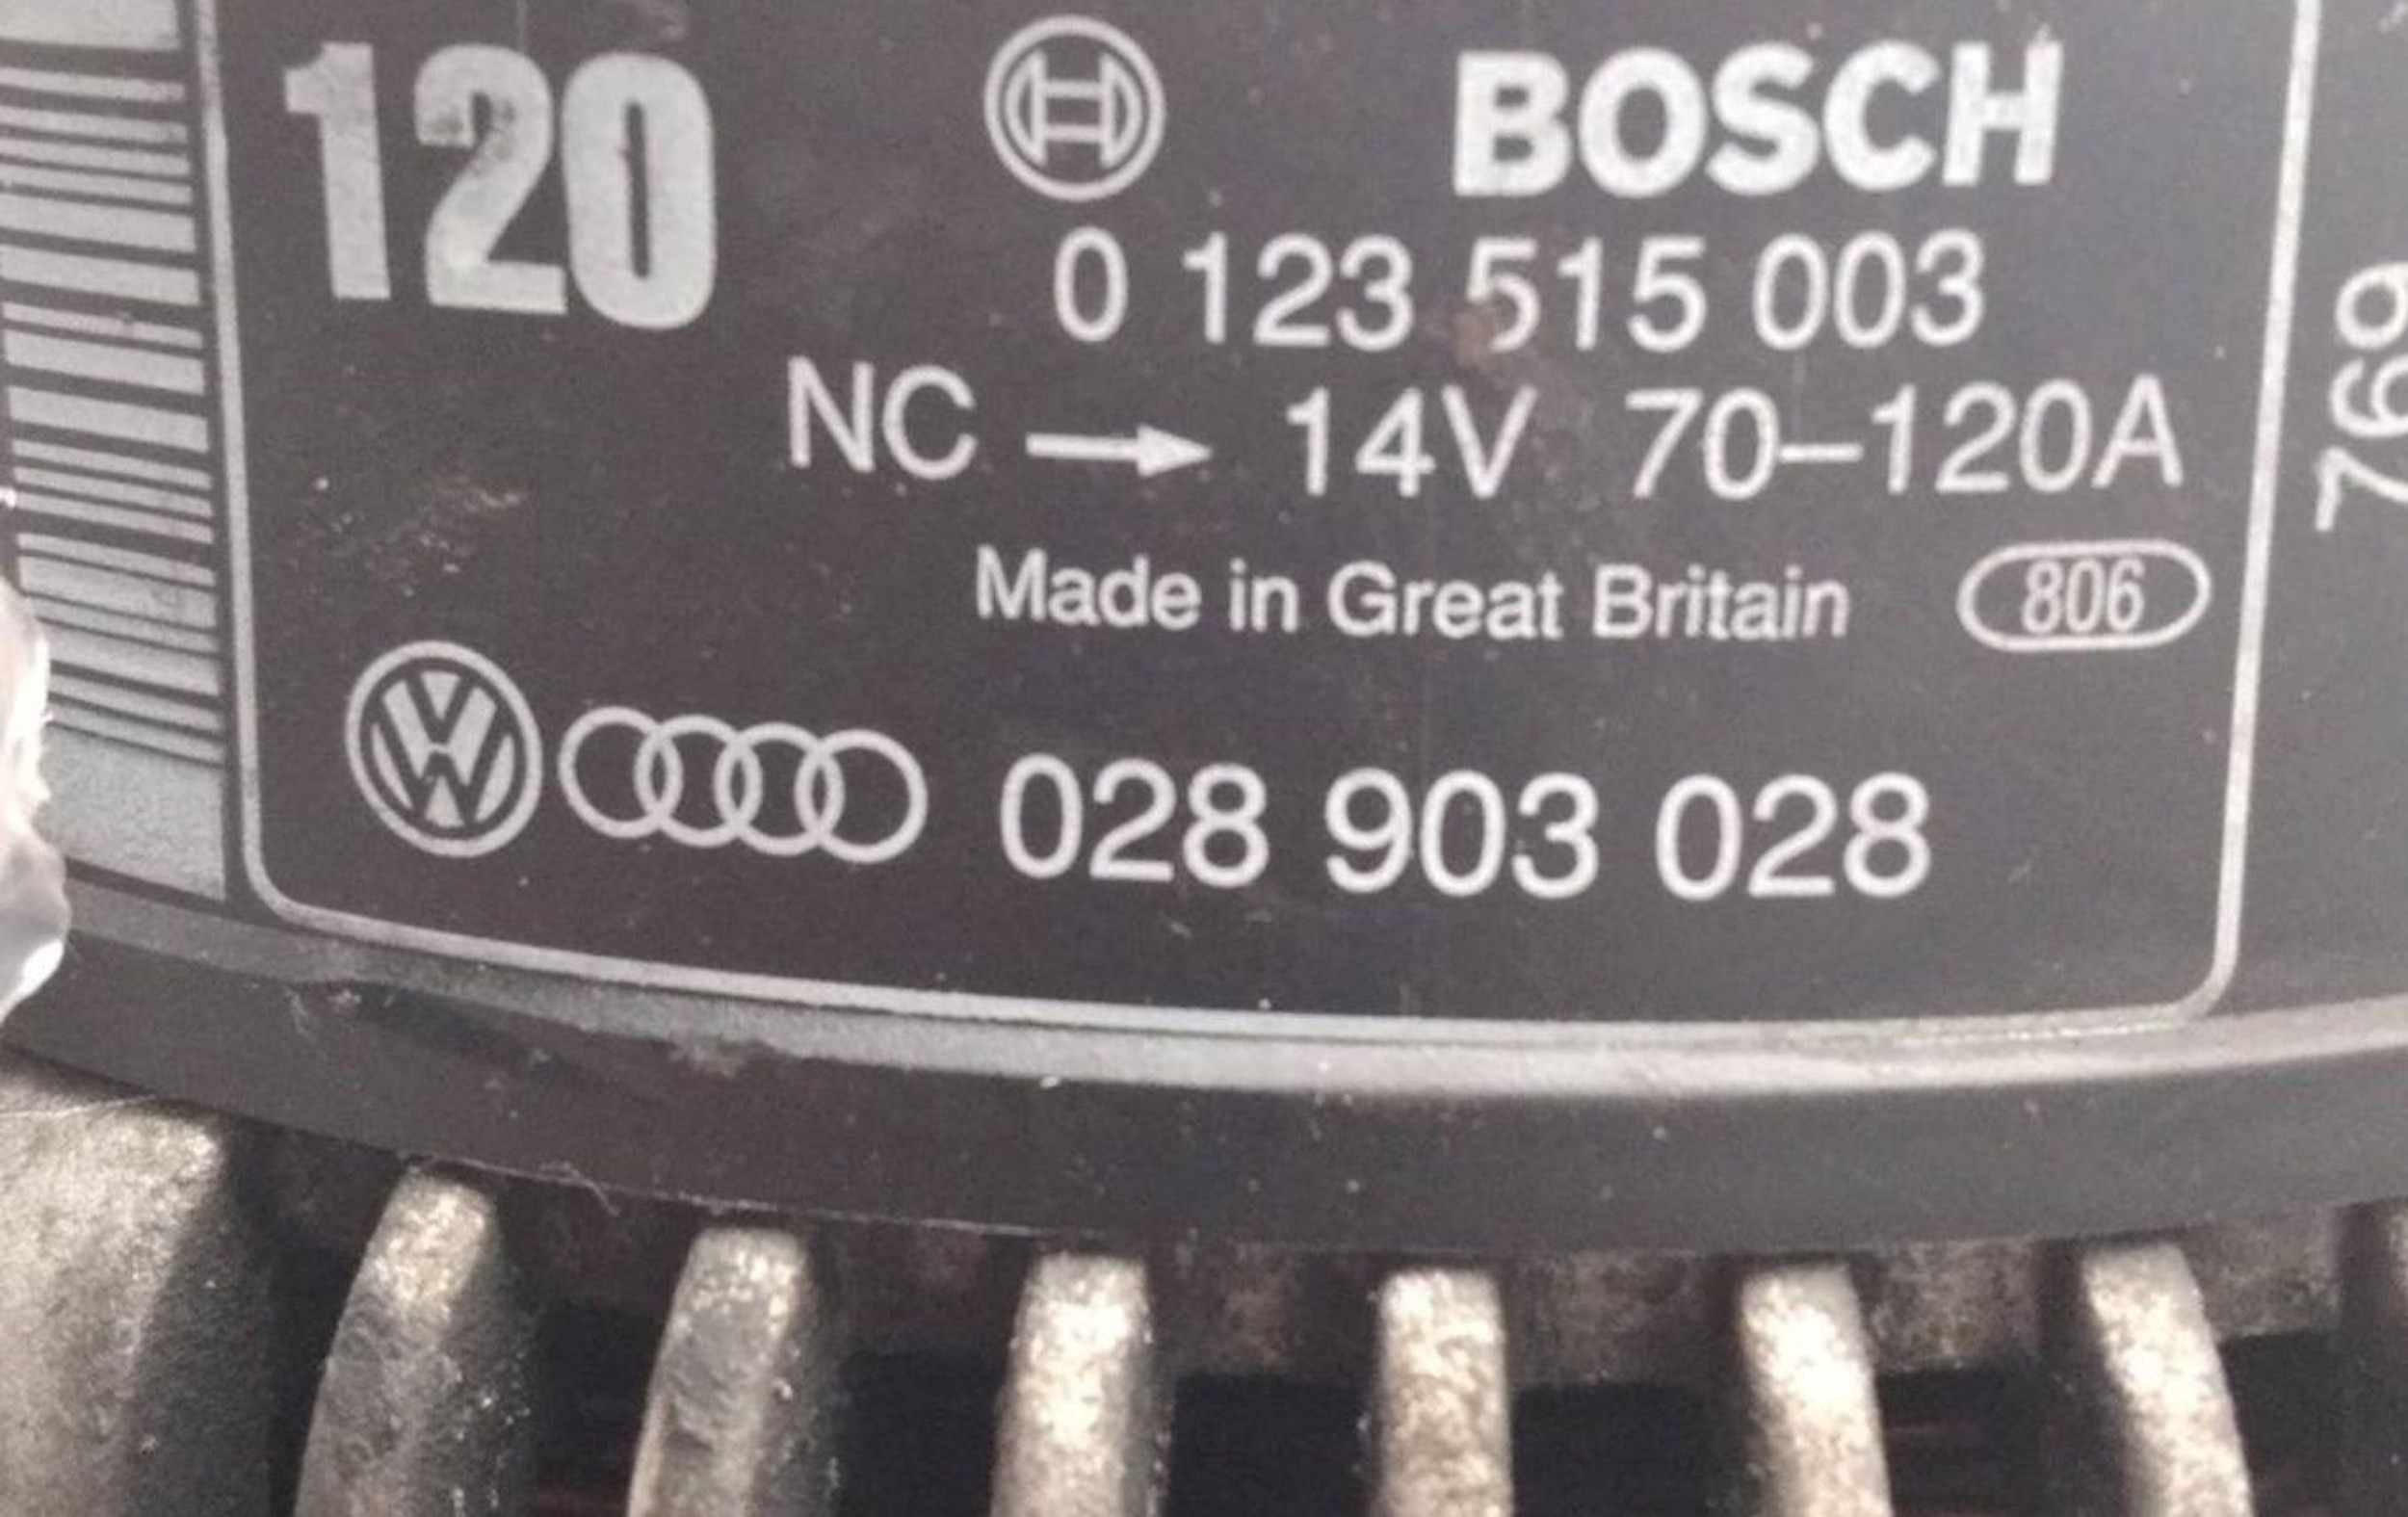 120
BOSCH
0 123 515 003
NC → 14V 70–120A
Made in Great Britain 806
028 903 028
769